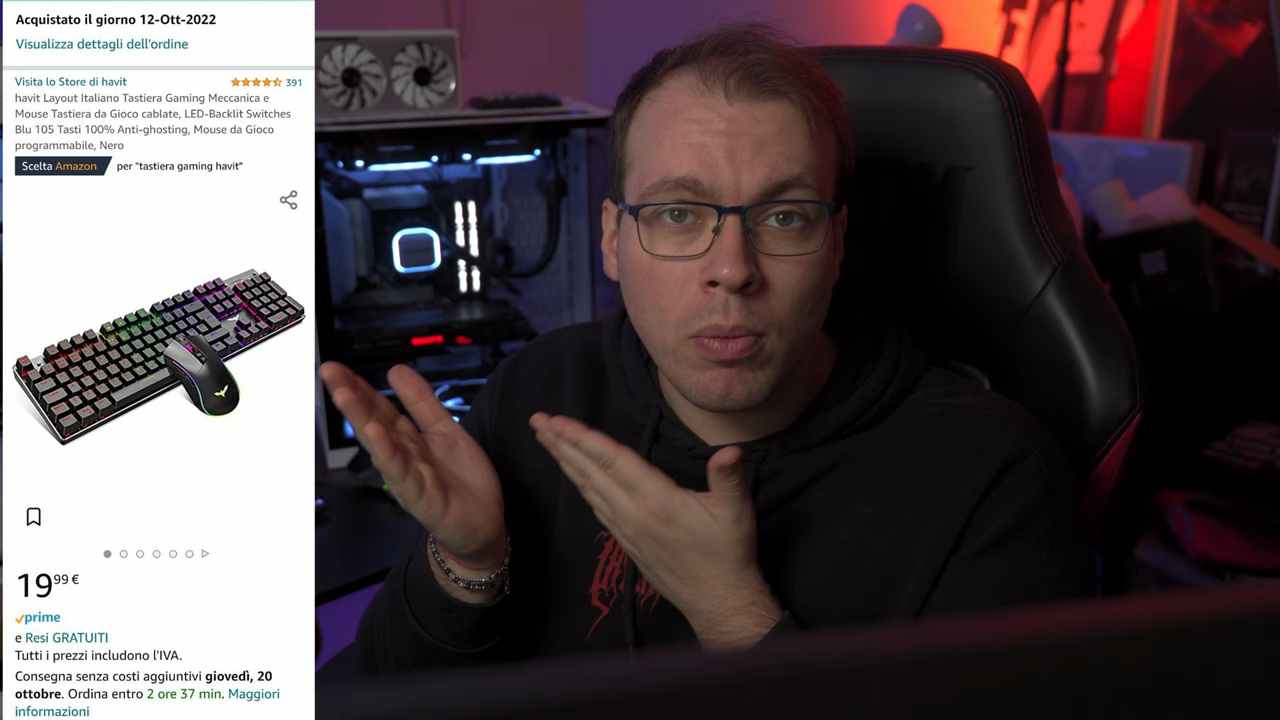 Acquistato il giorno 12-Ott-2022
Visualizza dettagli dell'ordine
Visita lo Store di havit
391
havit Layout Italiano Tastiera Gaming Meccanica e
Mouse Tastiera da Gioco cablate, LED-Backlit Switches
Blu 105 Tasti 100% Anti-ghosting, Mouse da Gioco
programmabile, Nero
Scelta Amazon per "tastiera gaming havit"
1999 €
prime
e Resi GRATUITI
Tutti i prezzi includono l'IVA.
Consegna senza costi aggiuntivi giovedì, 20
ottobre. Ordina entro 2 ore 37 min. Maggiori
informazioni